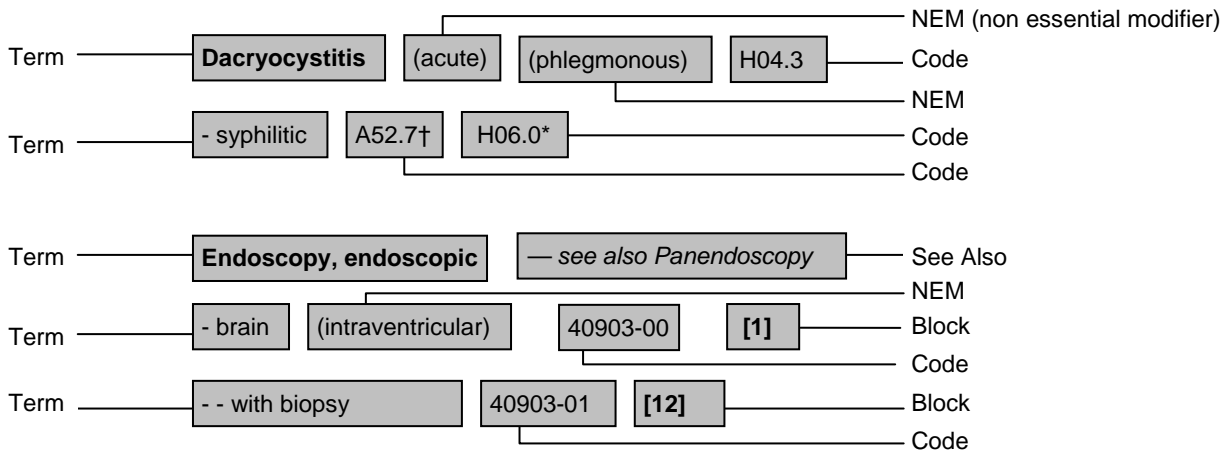 NEM (non essential modifier)
Term Dacryocystitis (acute) (phlegmonous) H04.3 Code
NEM
Term - syphilitic A52.7† H06.0* Code
Code
Term Endoscopy, endoscopic — see also Panendoscopy See Also
NEM
Term - brain (intraventricular) 40903-00 [1] Block
Code
Term - - with biopsy 40903-01 [12] Block
Code